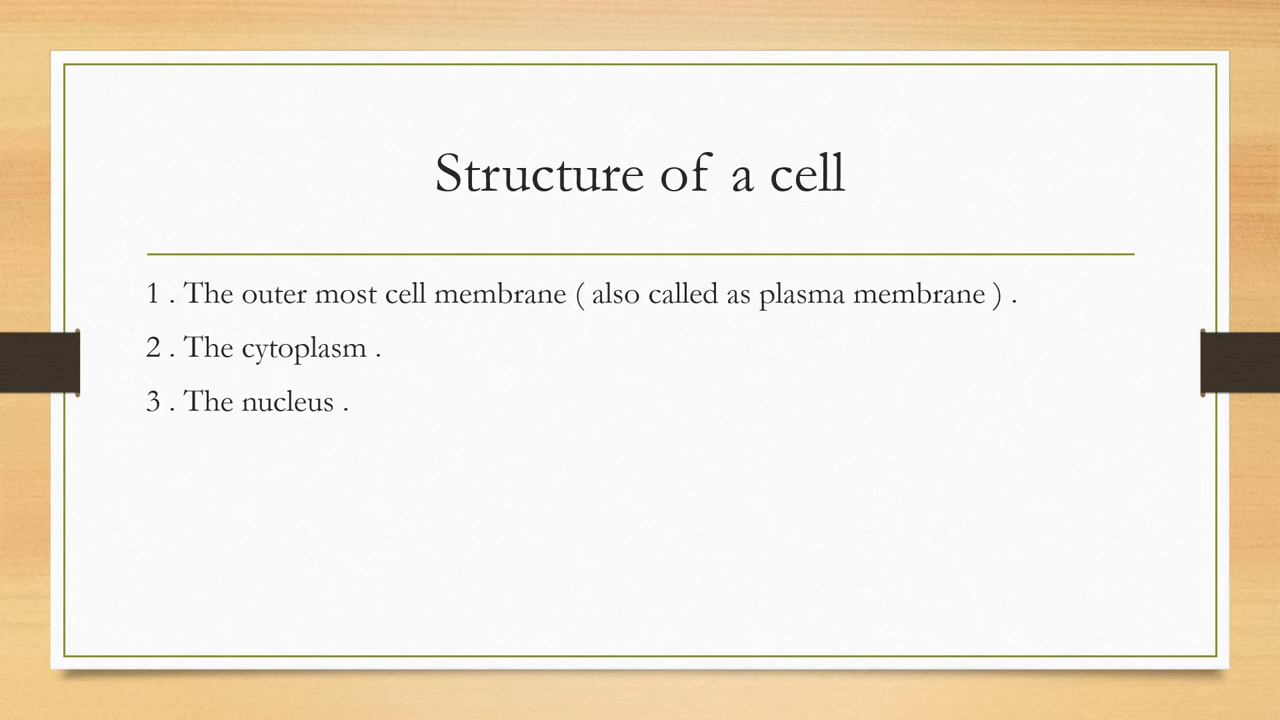 Structure of a cell
1 . The outer most cell membrane ( also called as plasma membrane ) .
2 . The cytoplasm .
3 . The nucleus .